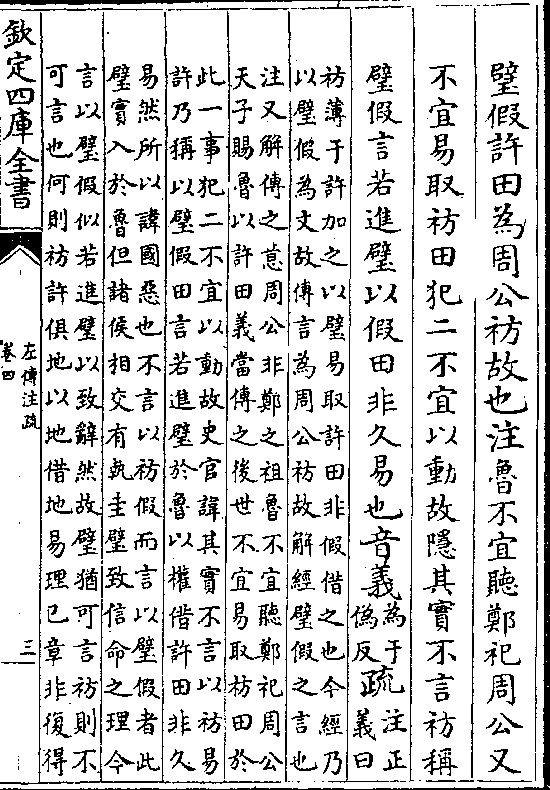 璧假許田為周公祊故也注魯不宜聽鄭祀周公又
不宜易取祊田犯二不宜以動故隱其實不言祊稱
璧假言若進璧以假田非久易也音義為于偽反疏注正義曰
祊薄于許加之以璧易取許田非假借之也今經乃
以璧假為文故傳言為周公祊故解經璧假之言也
注又解傳之意周公非鄭之祖魯不宜聽鄭祀周公
天子賜魯以許田義當傳之後世不宜易取祊田於
此一事犯二不宜以動故史官諱其實不言以祊易
許乃稱以璧假田言若進璧於魯以權借許田非久
易然所以諱國惡也不言以祊假而言以璧假者此
璧實入於魯但諸侯相交有執圭璧致信命之理今
言以璧假似若進璧以致辭然故璧猶可言祊則不
可言也何則祊許俱地以地借地易理已章非復得
欽定四庫全書
左傳注疏
卷四
三